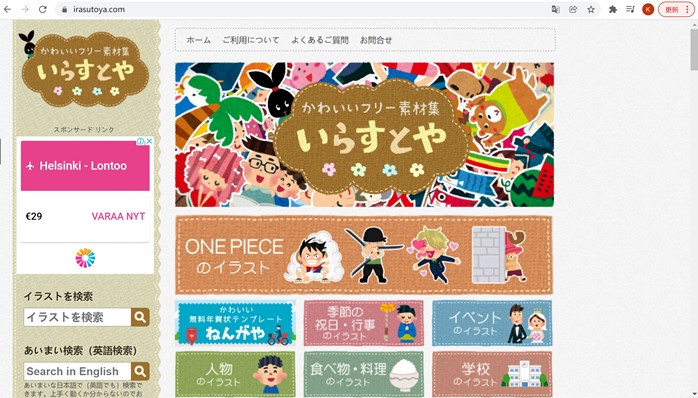 irasutoya.com
K
更新
ホーム
ご利用について
よくあるご質問
お問合せ
かわいいフリー素材集
いらすとや
スポンサード リンク
Helsinki - Lontoo
€29
VARAA NYT
イラストを検索
イラストを検索
あいまい検索（英語検索）
Search in English
あいまいな日本語で（英語でも）検索で
きます。上手く動くか分からないのでお
かわいいフリー素材集
いらすとや
ONE PIECE
のイラスト
かわいい
無料年賀状テンプレート
ねんがや
季節の
祝日・行事
のイラスト
イベント
のイラスト
人物
のイラスト
食べ物・料理
のイラスト
学校
のイラスト